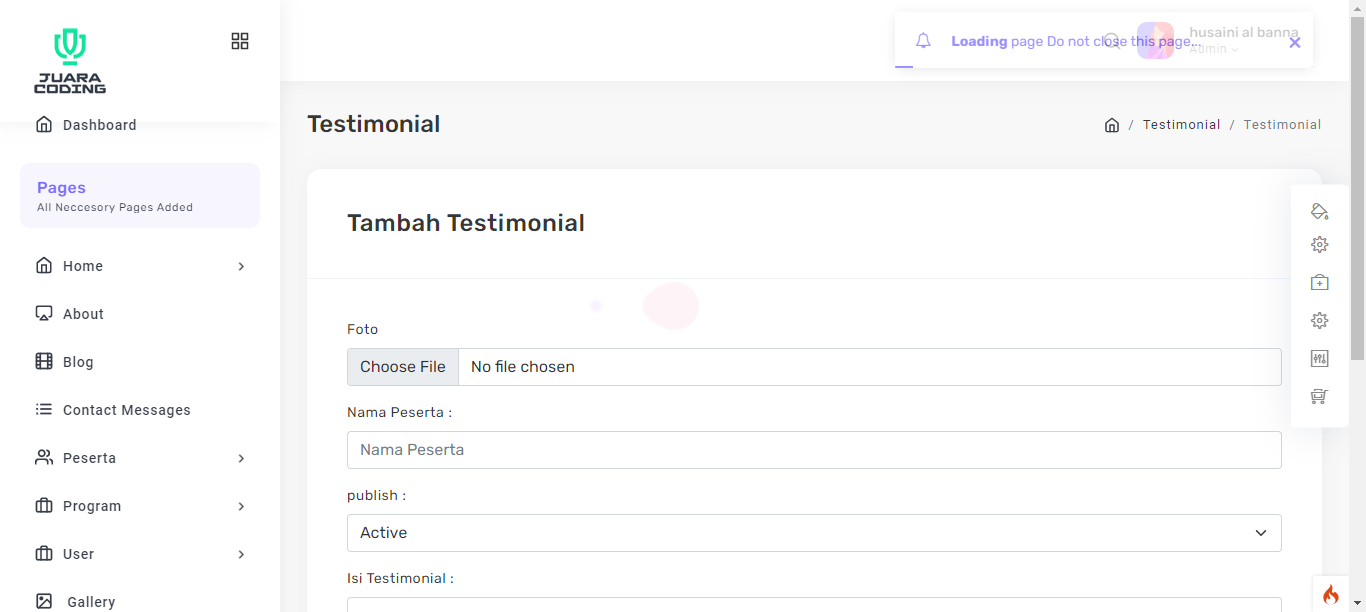 JUARA
CODING
Loading page Do not close this page...
husaini al banna
Admin
Dashboard
Pages
All Neccesory Pages Added
Home
About
Blog
Contact Messages
Peserta
Program
User
Gallery
Testimonial
/ Testimonial / Testimonial
Tambah Testimonial
Foto
Choose File No file chosen
Nama Peserta :
Nama Peserta
publish :
Active
Isi Testimonial :